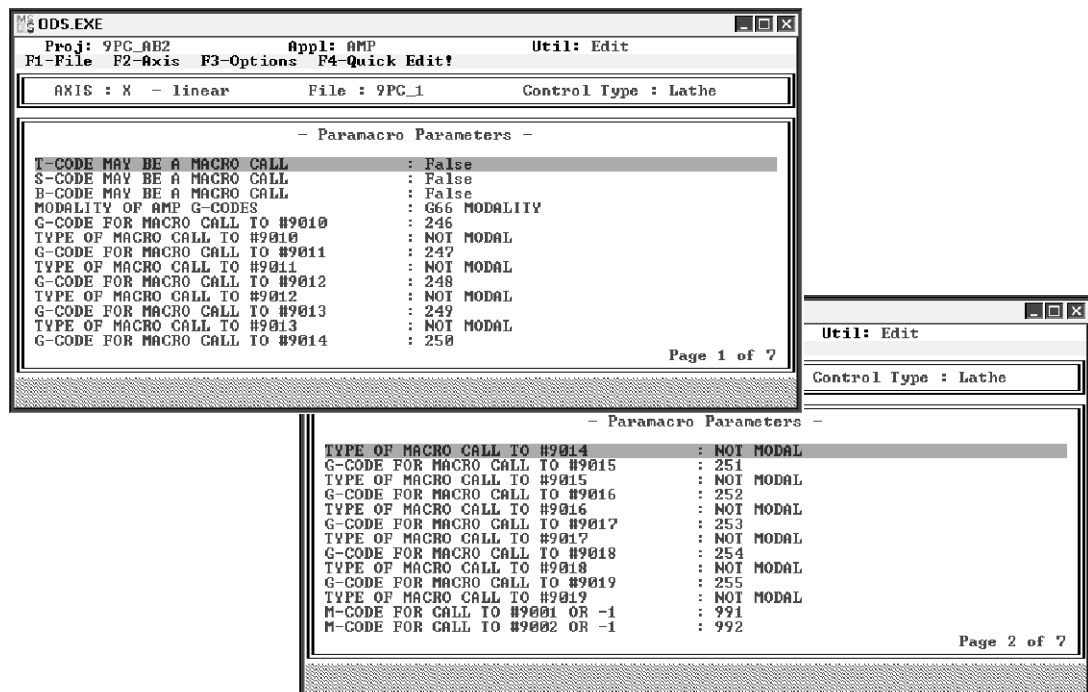 MS DOS ODS.EXE
Proj: 9PC_AB2 Appl: AMP Util: Edit
F1-File F2-Axis F3-Options F4-Quick Edit!
AXIS : X - linear File : 9PC_1 Control Type : Lathe
- Paramacro Parameters -
T-CODE MAY BE A MACRO CALL : False
S-CODE MAY BE A MACRO CALL : False
B-CODE MAY BE A MACRO CALL : False
MODALITY OF AMP G-CODES : G66 MODALITY
G-CODE FOR MACRO CALL TO #9010 : 246
TYPE OF MACRO CALL TO #9010 : NOT MODAL
G-CODE FOR MACRO CALL TO #9011 : 247
TYPE OF MACRO CALL TO #9011 : NOT MODAL
G-CODE FOR MACRO CALL TO #9012 : 248
TYPE OF MACRO CALL TO #9012 : NOT MODAL
G-CODE FOR MACRO CALL TO #9013 : 249
TYPE OF MACRO CALL TO #9013 : NOT MODAL
G-CODE FOR MACRO CALL TO #9014 : 250
Page 1 of 7
Util: Edit
Control Type : Lathe
- Paramacro Parameters -
TYPE OF MACRO CALL TO #9014 : NOT MODAL
G-CODE FOR MACRO CALL TO #9015 : 251
TYPE OF MACRO CALL TO #9015 : NOT MODAL
G-CODE FOR MACRO CALL TO #9016 : 252
TYPE OF MACRO CALL TO #9016 : NOT MODAL
G-CODE FOR MACRO CALL TO #9017 : 253
TYPE OF MACRO CALL TO #9017 : NOT MODAL
G-CODE FOR MACRO CALL TO #9018 : 254
TYPE OF MACRO CALL TO #9018 : NOT MODAL
G-CODE FOR MACRO CALL TO #9019 : 255
TYPE OF MACRO CALL TO #9019 : NOT MODAL
M-CODE FOR CALL TO #9001 OR -1 : 991
M-CODE FOR CALL TO #9002 OR -1 : 992
Page 2 of 7